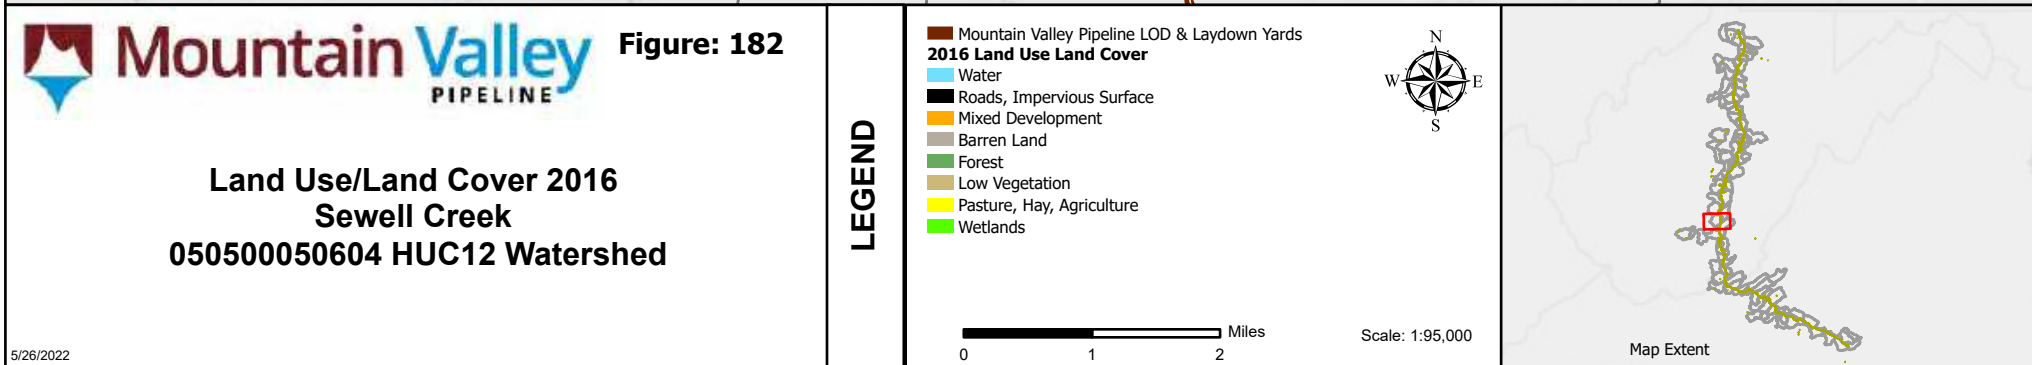 Mountain Valley
PIPELINE
Figure: 182
Land Use/Land Cover 2016
Sewell Creek
050500050604 HUC12 Watershed
5/26/2022
LEGEND
Mountain Valley Pipeline LOD & Laydown Yards
2016 Land Use Land Cover
Water
Roads, Impervious Surface
Mixed Development
Barren Land
Forest
Low Vegetation
Pasture, Hay, Agriculture
Wetlands
N
W E
S
Miles
0 1 2
Scale: 1:95,000
Map Extent